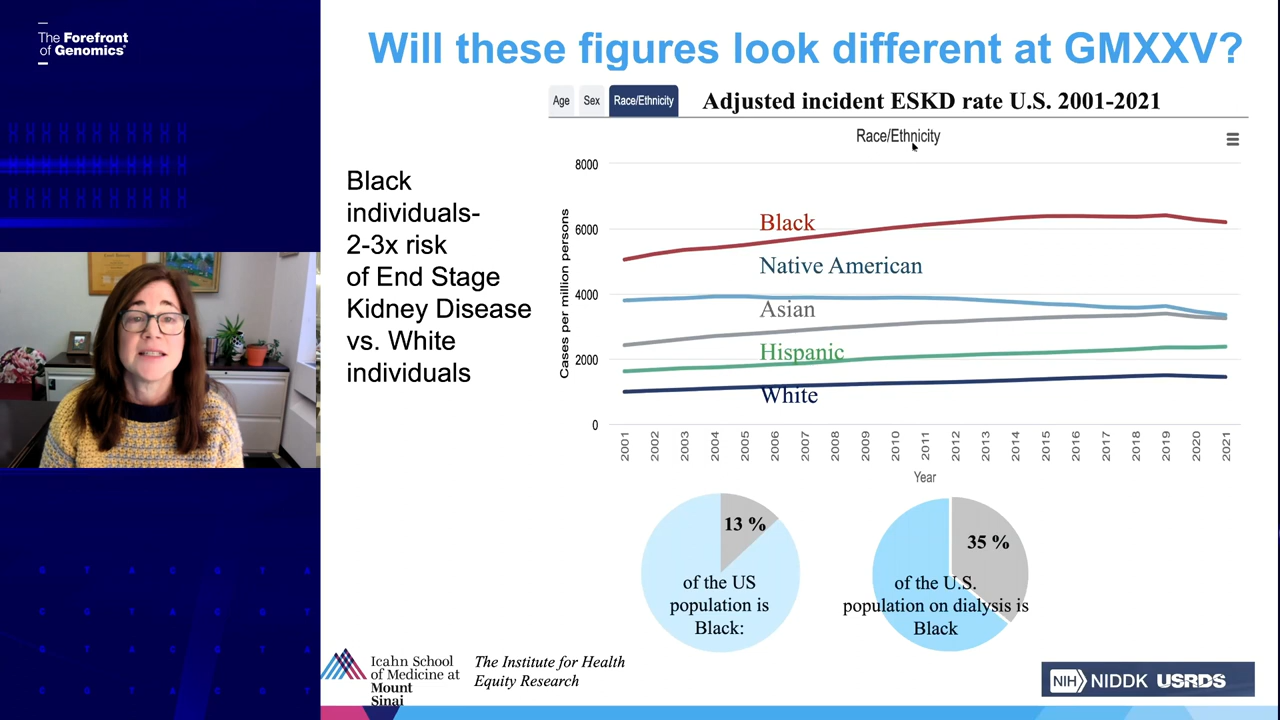 The Forefront
of Genomics®
Will these figures look different at GMXXV?
Age
Sex
Race/Ethnicity
Adjusted incident ESKD rate U.S. 2001-2021
Race/Ethnicity
Black
individuals-
2-3x risk
of End Stage
Kidney Disease
vs. White
individuals
Cases per million persons
8000
6000
4000
2000
0
Black
Native American
Asian
Hispanic
White
2001 2002 2003 2004 2005 2006 2007 2008 2009 2010 2011 2012 2013 2014 2015 2016 2017 2018 2019 2020 2021
Year
13 %
of the US
population is
Black:
35 %
of the U.S.
population on dialysis is
Black
Icahn School
of Medicine at
Mount
Sinai
The Institute for Health
Equity Research
NIH NIDDK USRDS